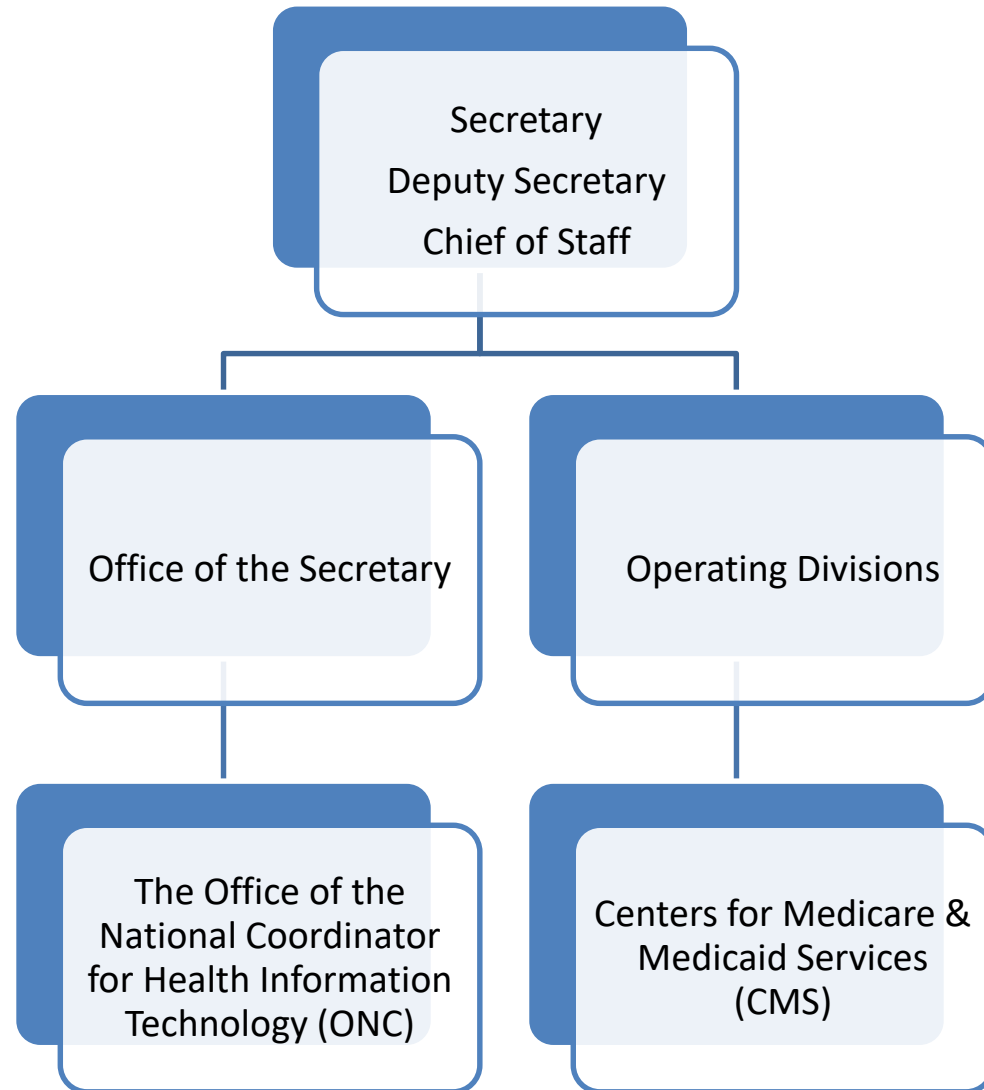 Secretary
Deputy Secretary
Chief of Staff
Office of the Secretary
Operating Divisions
The Office of the
National Coordinator
for Health Information
Technology (ONC)
Centers for Medicare &
Medicaid Services
(CMS)